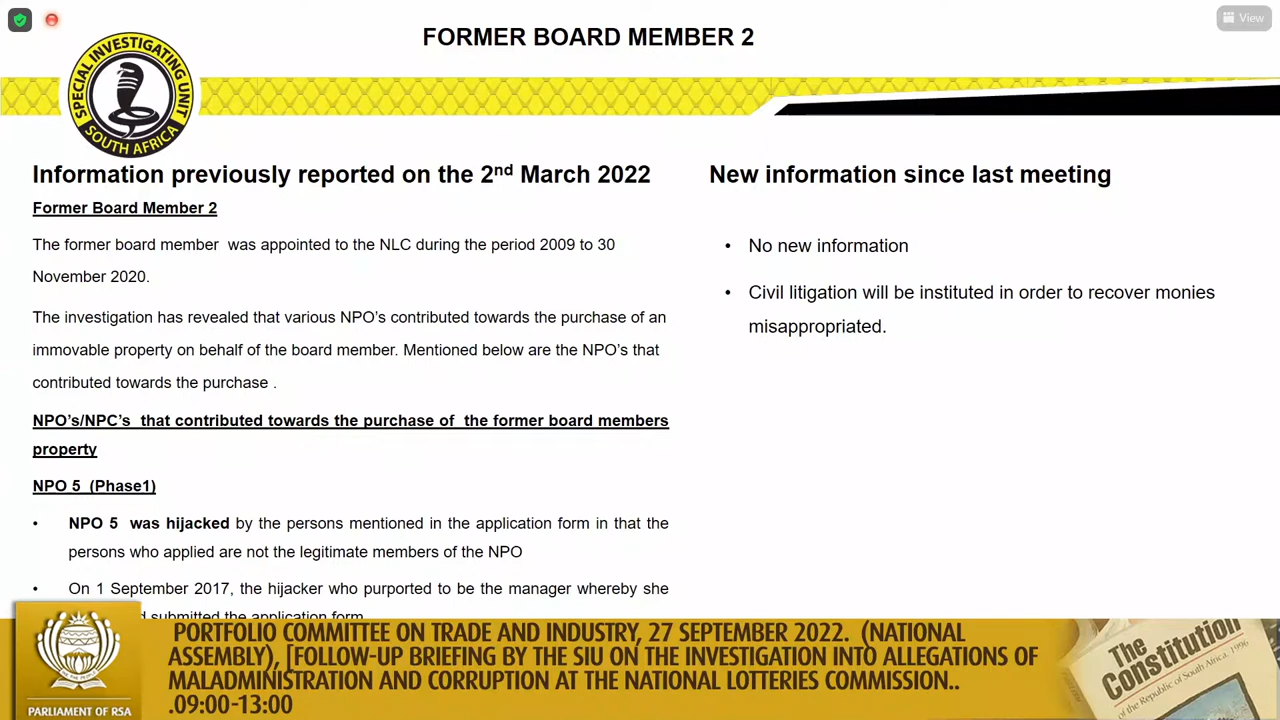 View
FORMER BOARD MEMBER 2
SPECIAL INVESTIGATING UNIT
SOUTH AFRICA
Information previously reported on the 2nd March 2022
Former Board Member 2
The former board member was appointed to the NLC during the period 2009 to 30
November 2020.
The investigation has revealed that various NPO’s contributed towards the purchase of an
immovable property on behalf of the board member. Mentioned below are the NPO’s that
contributed towards the purchase .
NPO’s/NPC’s that contributed towards the purchase of the former board members
property
NPO 5 (Phase1)
• NPO 5 was hijacked by the persons mentioned in the application form in that the
persons who applied are not the legitimate members of the NPO
• On 1 September 2017, the hijacker who purported to be the manager whereby she
submitted the application form
New information since last meeting
• No new information
• Civil litigation will be instituted in order to recover monies
misappropriated.
PARLIAMENT OF RSA
PORTFOLIO COMMITTEE ON TRADE AND INDUSTRY, 27 SEPTEMBER 2022. (NATIONAL
ASSEMBLY), [FOLLOW-UP BRIEFING BY THE SIU ON THE INVESTIGATION INTO ALLEGATIONS OF
MALADMINISTRATION AND CORRUPTION AT THE NATIONAL LOTTERIES COMMISSION..
.09:00-13:00
The
Constitution
of the Republic of South Africa, 1996